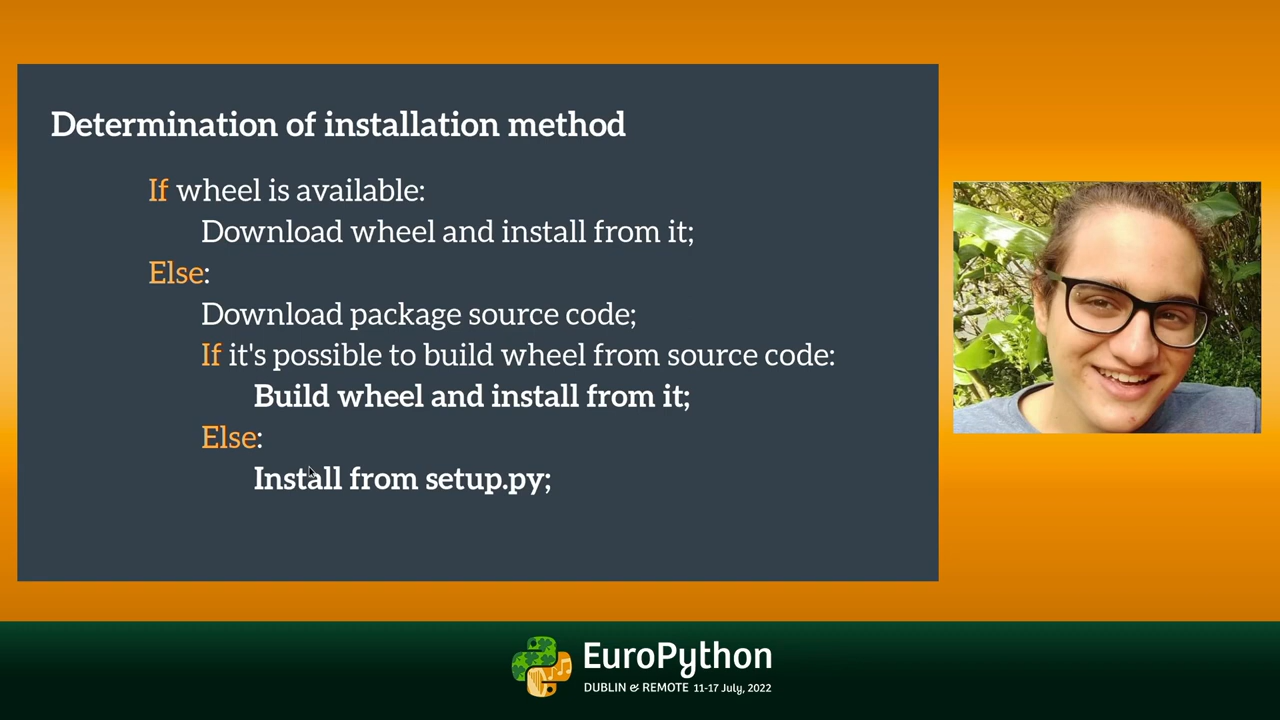 Determination of installation method
If wheel is available:
Download wheel and install from it;
Else:
Download package source code;
If it's possible to build wheel from source code:
Build wheel and install from it;
Else:
Install from setup.py;
EuroPython
DUBLIN & REMOTE 11-17 July, 2022